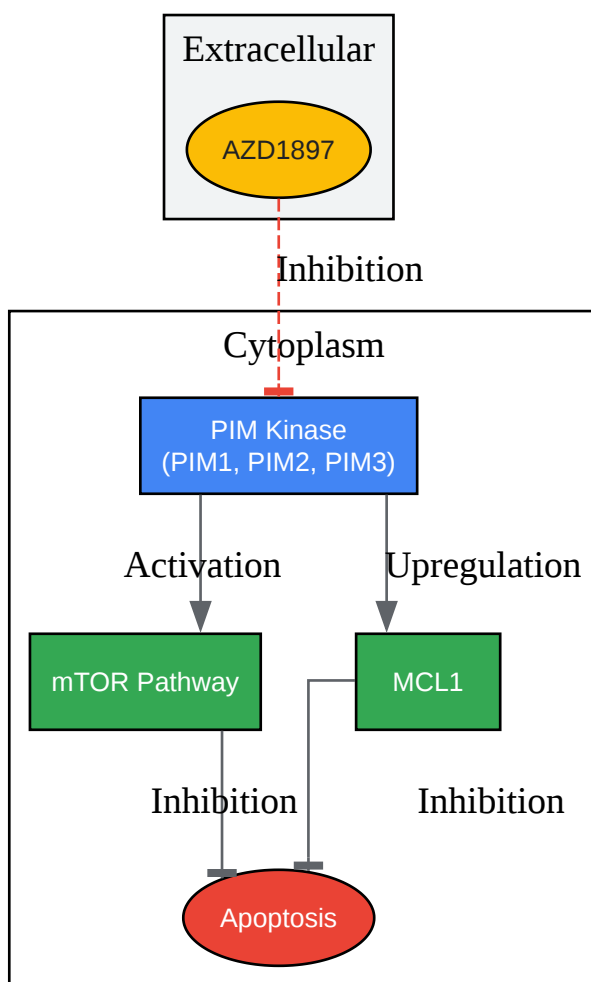 Extracellular
AZD1897
Inhibition
Cytoplasm
PIM Kinase
(PIM1, PIM2, PIM3)
Activation
Upregulation
mTOR Pathway
MCL1
Inhibition
Inhibition
Apoptosis